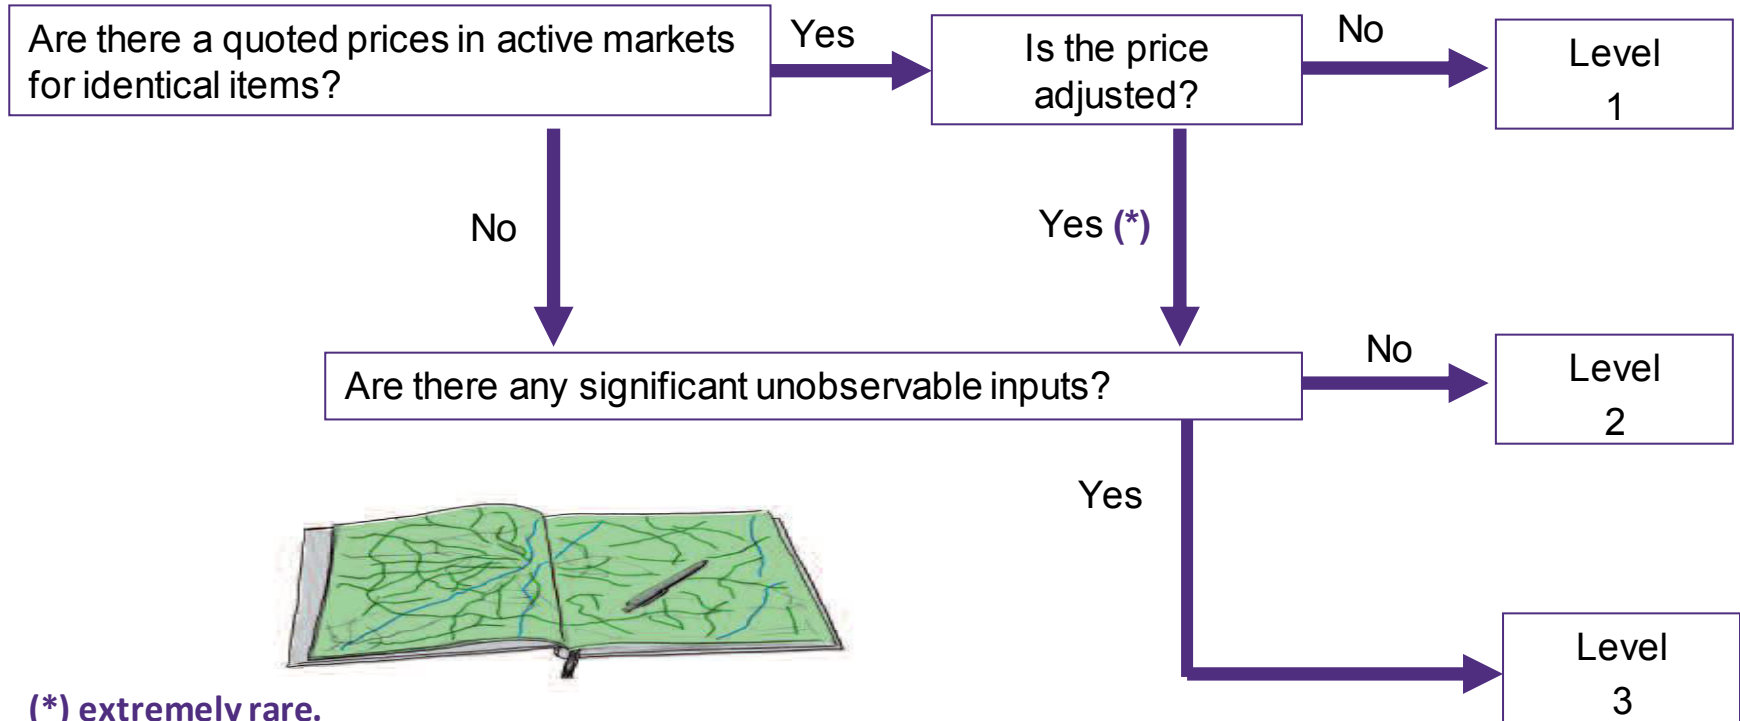 Are there a quoted prices in active markets
for identical items?
Yes
Is the price
adjusted?
No
Level
1
No
Yes (*)
Are there any significant unobservable inputs?
No
Level
2
Yes
Level
3
(*) extremely rare.